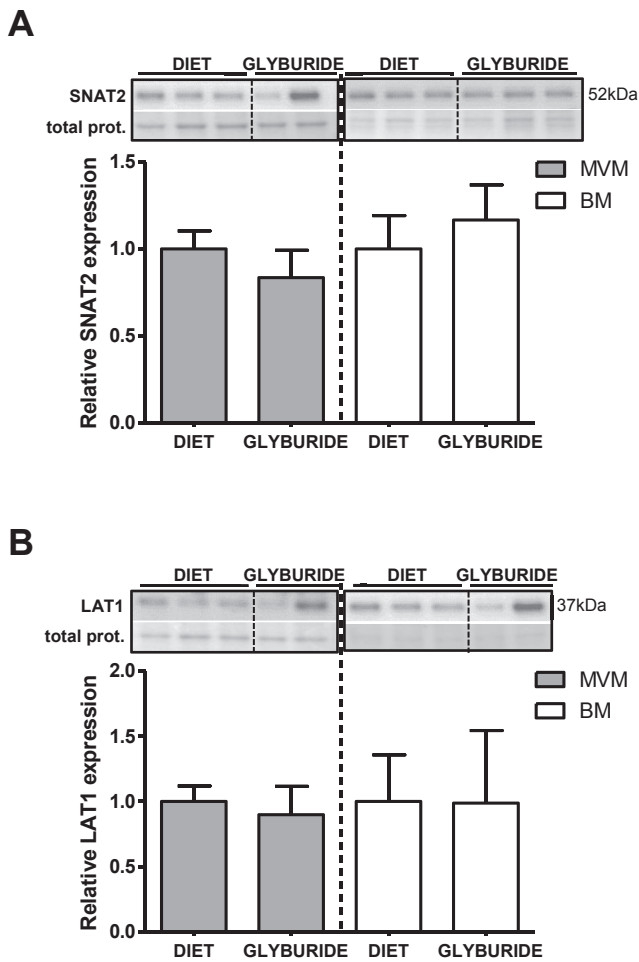 A
DIET GLYBURIDE DIET GLYBURIDE
SNAT2 52kDa
total prot.
MVM
BM
Relative SNAT2 expression
1.5
1.0
0.5
0.0
DIET GLYBURIDE DIET GLYBURIDE
B
DIET GLYBURIDE DIET GLYBURIDE
LAT1 37kDa
total prot.
MVM
BM
Relative LAT1 expression
2.0
1.5
1.0
0.5
0.0
DIET GLYBURIDE DIET GLYBURIDE